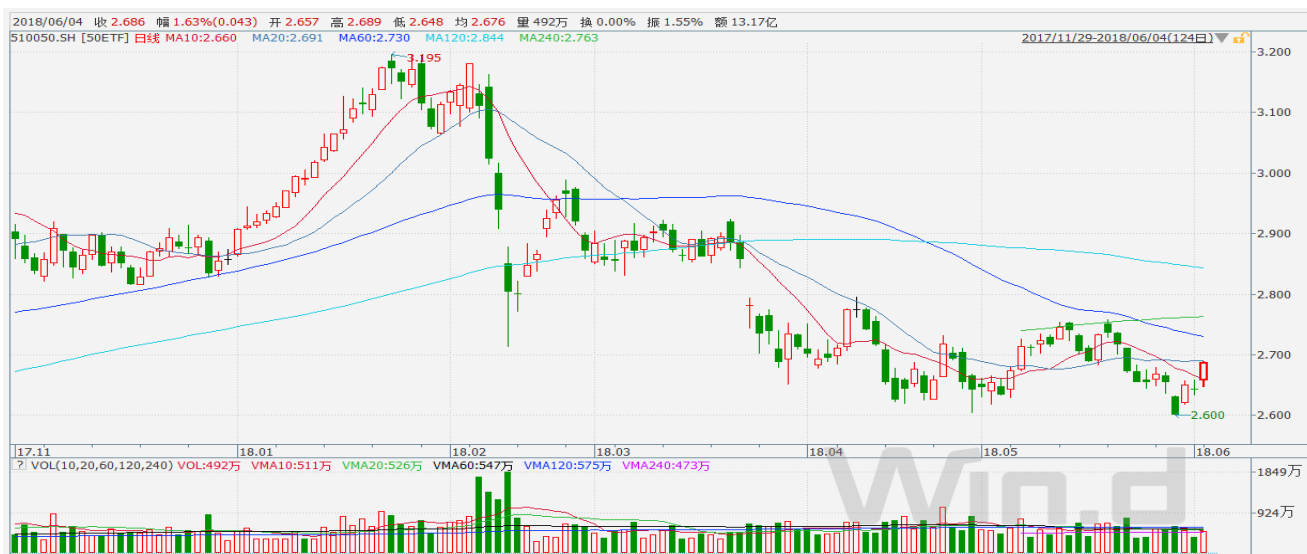 2018/06/04 收 2.686 幅 1.63%(0.043) 开 2.657 高 2.689 低 2.648 均 2.676 量 492万 换 0.00% 振 1.55% 额 13.17亿
510050.SH [50ETF] 日线 MA10:2.660 MA20:2.691 MA60:2.730 MA120:2.844 MA240:2.763 2017/11/29-2018/06/04(124日)
3.200
3.195
3.100
3.000
2.900
2.800
2.700
2.600
2.600
17.11 18.01 18.02 18.03 18.04 18.05 18.06
? VOL(10,20,60,120,240) VOL:492万 VMA10:511万 VMA20:526万 VMA60:547万 VMA120:575万 VMA240:473万
1849万
924万
Win.d